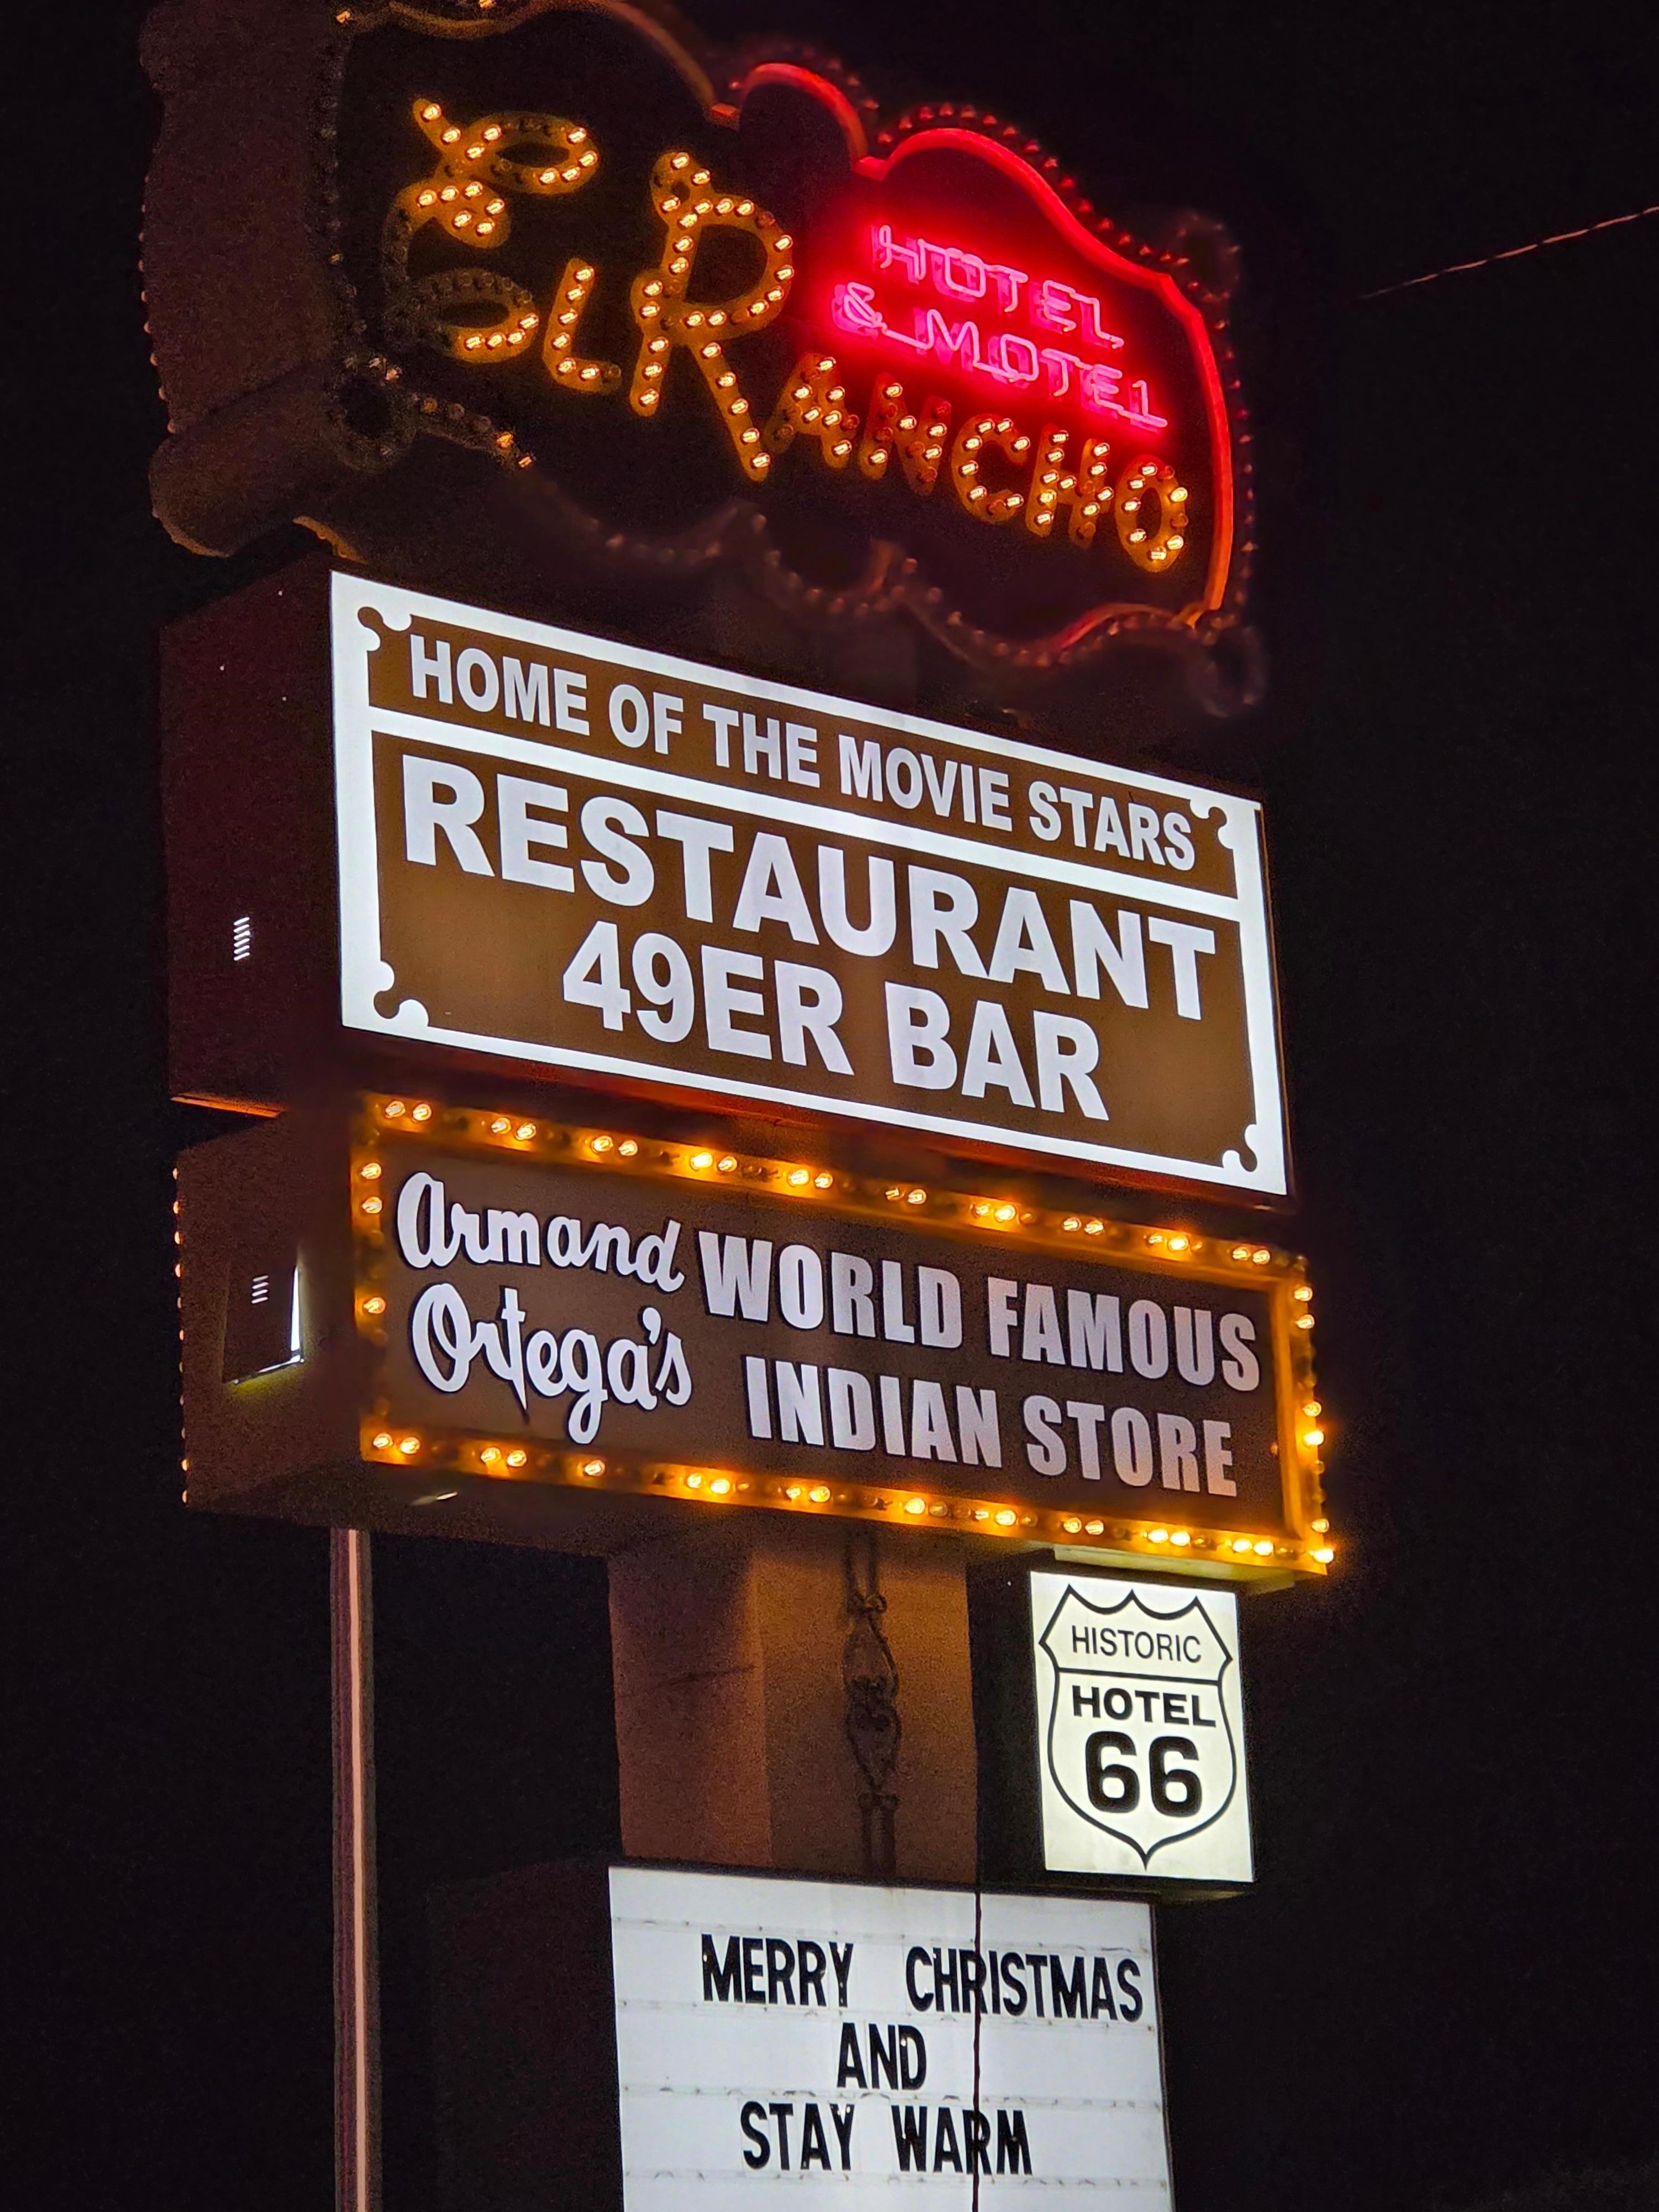 El RANCHO
HOTEL
& MOTEL
HOME OF THE MOVIE STARS
RESTAURANT
49ER BAR
Armand
Ortega's
WORLD FAMOUS
INDIAN STORE
HISTORIC
HOTEL
66
MERRY CHRISTMAS
AND
STAY WARM